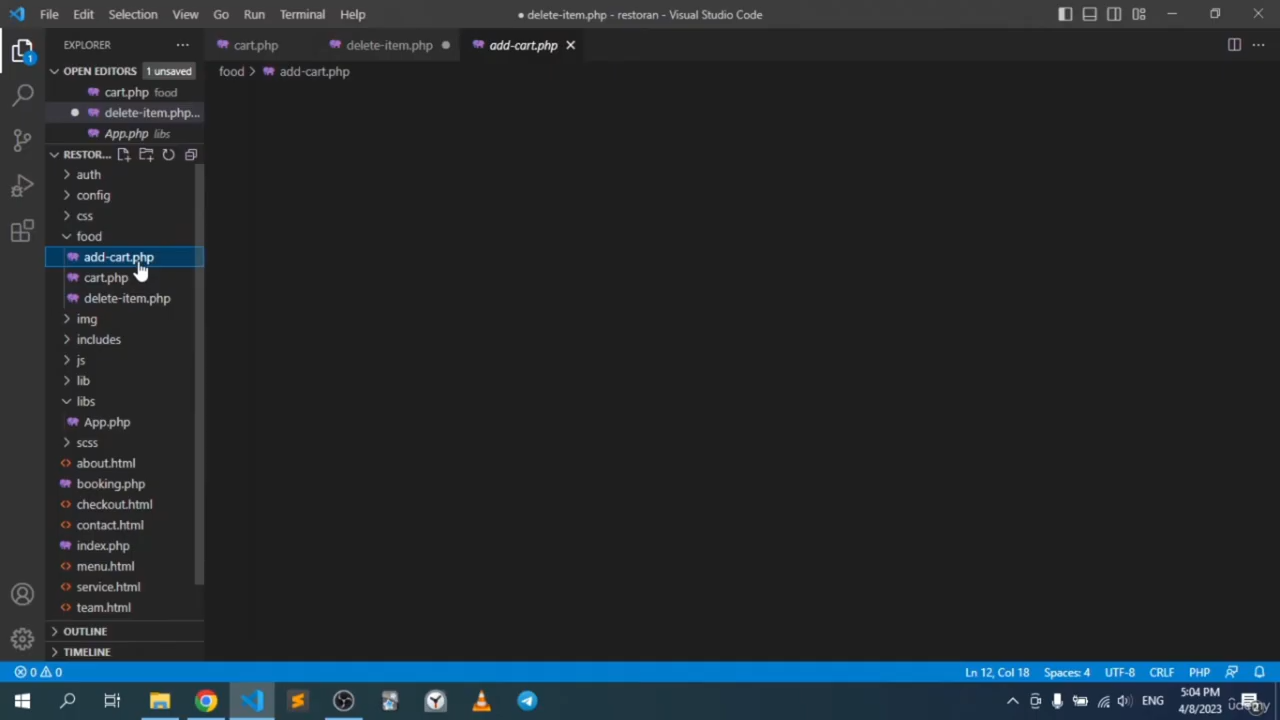 File Edit Selection View Go Run Terminal Help
● delete-item.php - restoran - Visual Studio Code
EXPLORER
OPEN EDITORS 1 unsaved
cart.php food
delete-item.php...
App.php libs
RESTOR...
auth
config
css
food
add-cart.php
cart.php
delete-item.php
img
includes
js
lib
libs
App.php
scss
about.html
booking.php
checkout.html
contact.html
index.php
menu.html
service.html
team.html
OUTLINE
TIMELINE
cart.php delete-item.php add-cart.php
food > add-cart.php
1
0 0
Ln 12, Col 18 Spaces: 4 UTF-8 CRLF PHP
ENG
5:04 PM
4/8/2023
2
udemy